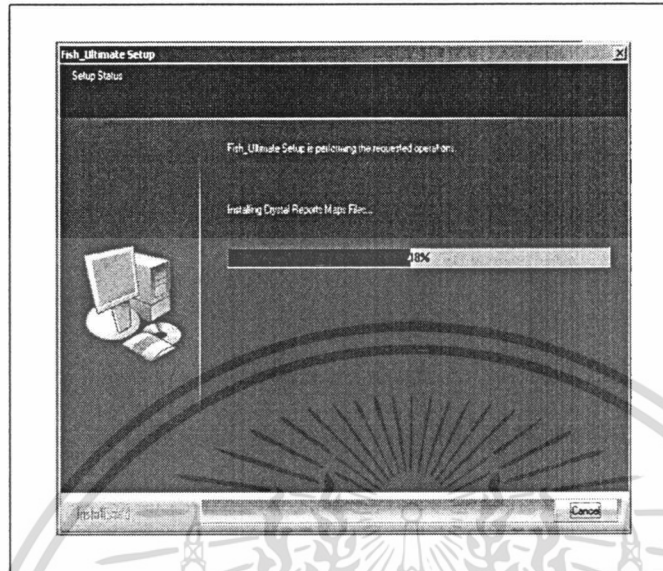 Fish_Ultimate Setup
Setup Status
Fish_Ultimate Setup is performing the requested operations.
Installing Crystal Reports Maps Files...
48%
InstallShield
Cancel